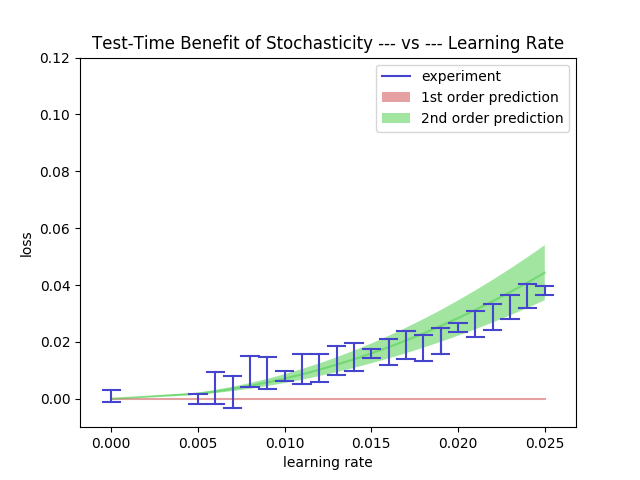 Test-Time Benefit of Stochasticity --- vs --- Learning Rate
experiment
1st order prediction
2nd order prediction
loss
0.12
0.10
0.08
0.06
0.04
0.02
0.00
0.000 0.005 0.010 0.015 0.020 0.025
learning rate